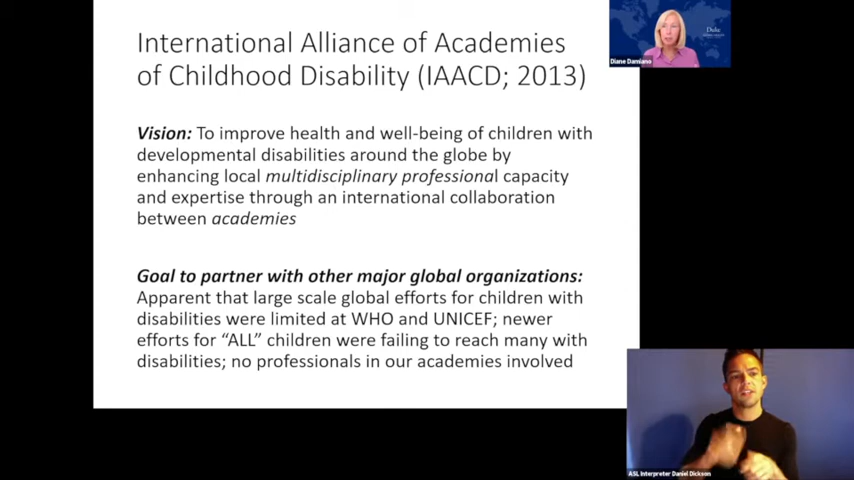 International Alliance of Academies
of Childhood Disability (IAACD; 2013)
Vision: To improve health and well-being of children with
developmental disabilities around the globe by
enhancing local multidisciplinary professional capacity
and expertise through an international collaboration
between academies
Goal to partner with other major global organizations:
Apparent that large scale global efforts for children with
disabilities were limited at WHO and UNICEF; newer
efforts for “ALL” children were failing to reach many with
disabilities; no professionals in our academies involved
Duke
Diane Damiano
ASL Interpreter Daniel Dickson